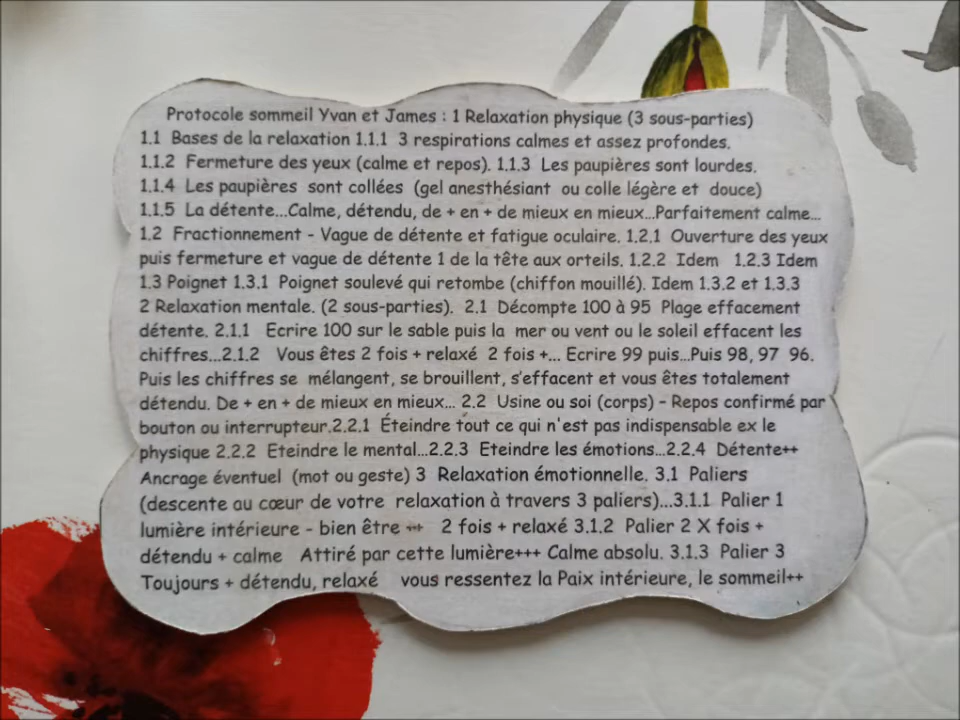 Protocole sommeil Yvan et James : 1 Relaxation physique (3 sous-parties)
1.1 Bases de la relaxation 1.1.1 3 respirations calmes et assez profondes.
1.1.2 Fermeture des yeux (calme et repos). 1.1.3 Les paupières sont lourdes.
1.1.4 Les paupières sont collées (gel anesthésiant ou colle légère et douce)
1.1.5 La détente...Calme, détendu, de + en + de mieux en mieux...Parfaitement calme...
1.2 Fractionnement - Vague de détente et fatigue oculaire. 1.2.1 Ouverture des yeux
puis fermeture et vague de détente 1 de la tête aux orteils. 1.2.2 Idem 1.2.3 Idem
1.3 Poignet 1.3.1 Poignet soulevé qui retombe (chiffon mouillé). Idem 1.3.2 et 1.3.3
2 Relaxation mentale. (2 sous-parties). 2.1 Décompte 100 à 95 Plage effacement
détente. 2.1.1 Ecrire 100 sur le sable puis la mer ou vent ou le soleil effacent les
chiffres...2.1.2 Vous êtes 2 fois + relaxé 2 fois +... Ecrire 99 puis...Puis 98, 97 96.
Puis les chiffres se mélangent, se brouillent, s'effacent et vous êtes totalement
détendu. De + en + de mieux en mieux... 2.2 Usine ou soi (corps) - Repos confirmé par
bouton ou interrupteur.2.2.1 Éteindre tout ce qui n'est pas indispensable ex le
physique 2.2.2 Eteindre le mental...2.2.3 Eteindre les émotions...2.2.4 Détente++
Ancrage éventuel (mot ou geste) 3 Relaxation émotionnelle. 3.1 Paliers
(descente au cœur de votre relaxation à travers 3 paliers)...3.1.1 Palier 1
lumière intérieure - bien être +++ 2 fois + relaxé 3.1.2 Palier 2 X fois +
détendu + calme Attiré par cette lumière+++ Calme absolu. 3.1.3 Palier 3
Toujours + détendu, relaxé vous ressentez la Paix intérieure, le sommeil++